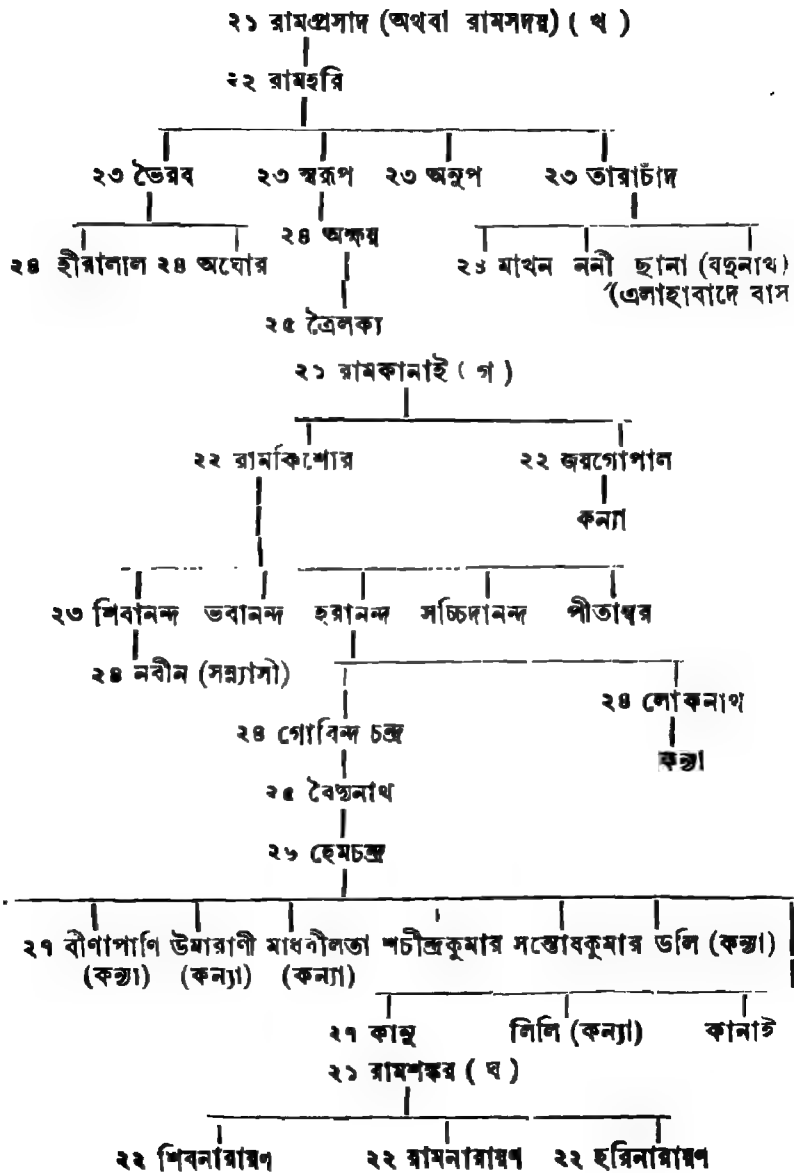 ২১ রামপ্রসাদ (অথবা রামসদয়) ( খ )
২২ রামহরি
২৩ ভৈরব ২৩ স্বরূপ ২৩ অনুপ ২৩ তারাচাঁদ
২৪ হীরালাল ২৪ অঘোর ২৪ অক্ষয় ২৪ মাখন ননী ছানা (যদুনাথ)
(এলাহাবাদে বাস
২৫ ত্রৈলক্য
২১ রামকানাই ( গ )
২২ রামকিশোর ২২ জয়গোপাল
কন্যা
২৩ শিবানন্দ ভবানন্দ হরানন্দ সচ্চিদানন্দ পীতাম্বর
২৪ নবীন (সন্ন্যাসী)
২৪ লোকনাথ
২৪ গোবিন্দ চন্দ্র
কন্যা
২৫ বৈদ্যনাথ
২৬ হেমচন্দ্র
২৭ বীণাপাণি উমারাণী মাধবীলতা শচীন্দ্রকুমার সন্তোষকুমার ডলি (কন্যা)
(কন্যা) (কন্যা) (কন্যা)
২৭ কানু লিলি (কন্যা) কানাই
২১ রামশঙ্কর ( ঘ )
২২ শিবনারায়ণ ২২ রামনারায়ণ ২২ হরিনারায়ণ